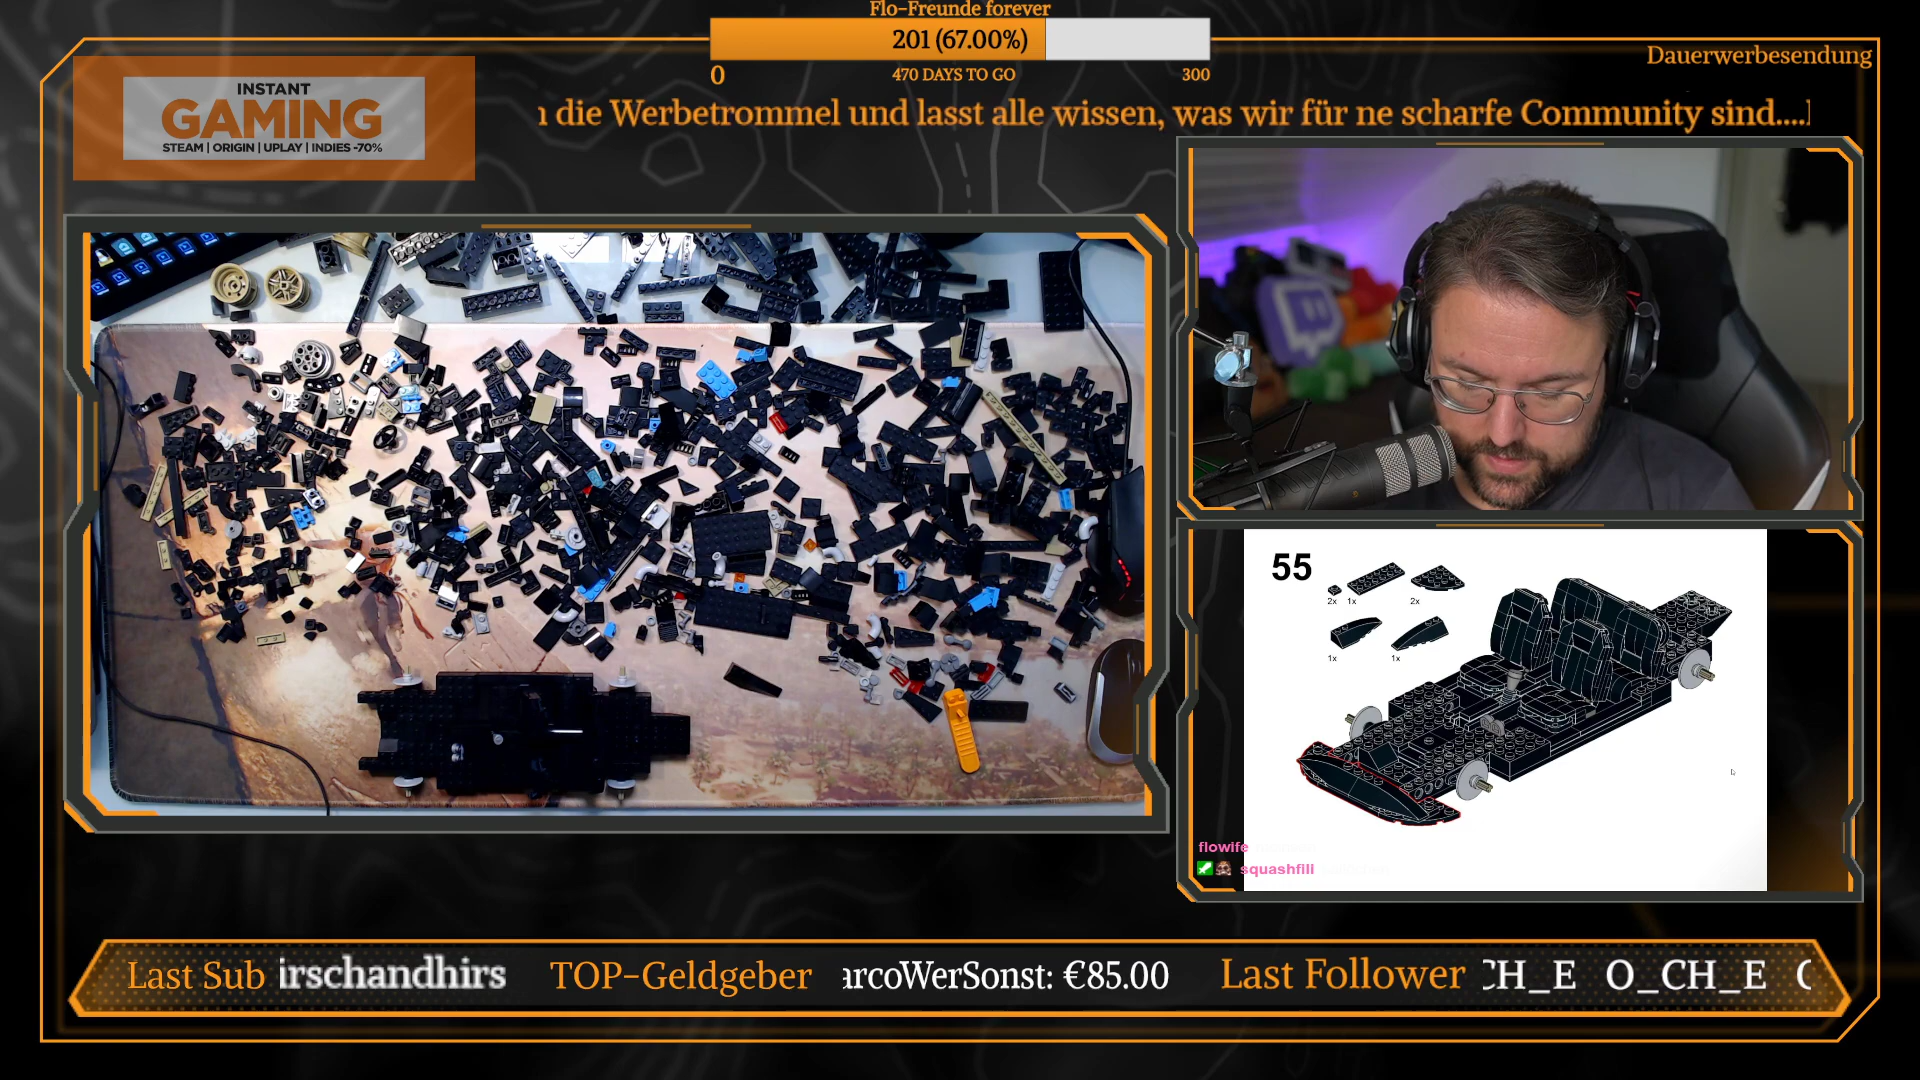 Flo-Freunde forever
201 (67.00%)
0
470 DAYS TO GO
300
Dauerwerbesendung
INSTANT
GAMING
STEAM | ORIGIN | UPLAY | INDIES -70%
die Werbetrommel und lasst alle wissen, was wir für ne scharfe Community sind....
55
2x 1x 2x
1x 1x
flowife
squashfill
Last Sub irschandhirs TOP-Geldgeber arcoWerSonst: €85.00 Last Follower CH_E O_CH_E